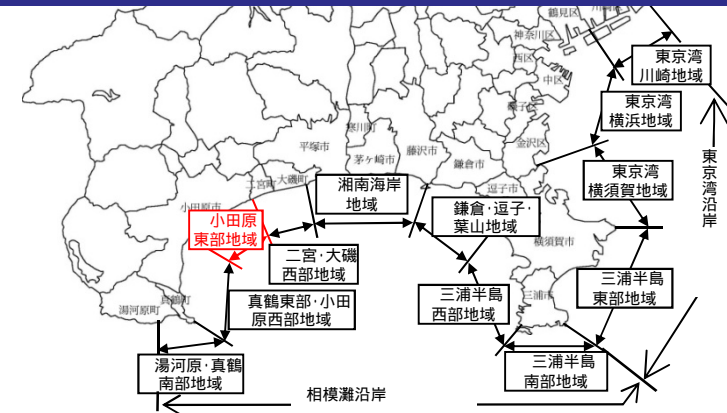 鶴見区
川崎区
神奈川区
西区
中区
磯子区
金沢区
東京湾
川崎地域
東京湾
横浜地域
東京湾沿岸
東京湾
横須賀地域
寒川町
平塚市
茅ケ崎市
藤沢市
鎌倉市
逗子市
二宮町
大磯町
小田原市
湘南海岸
地域
鎌倉・逗子・
葉山地域
小田原
東部地域
二宮・大磯
西部地域
横須賀市
三浦半島
東部地域
三浦半島
西部地域
三浦市
真鶴町
湯河原町
真鶴東部・小田
原西部地域
湯河原・真鶴
南部地域
三浦半島
南部地域
相模灘沿岸